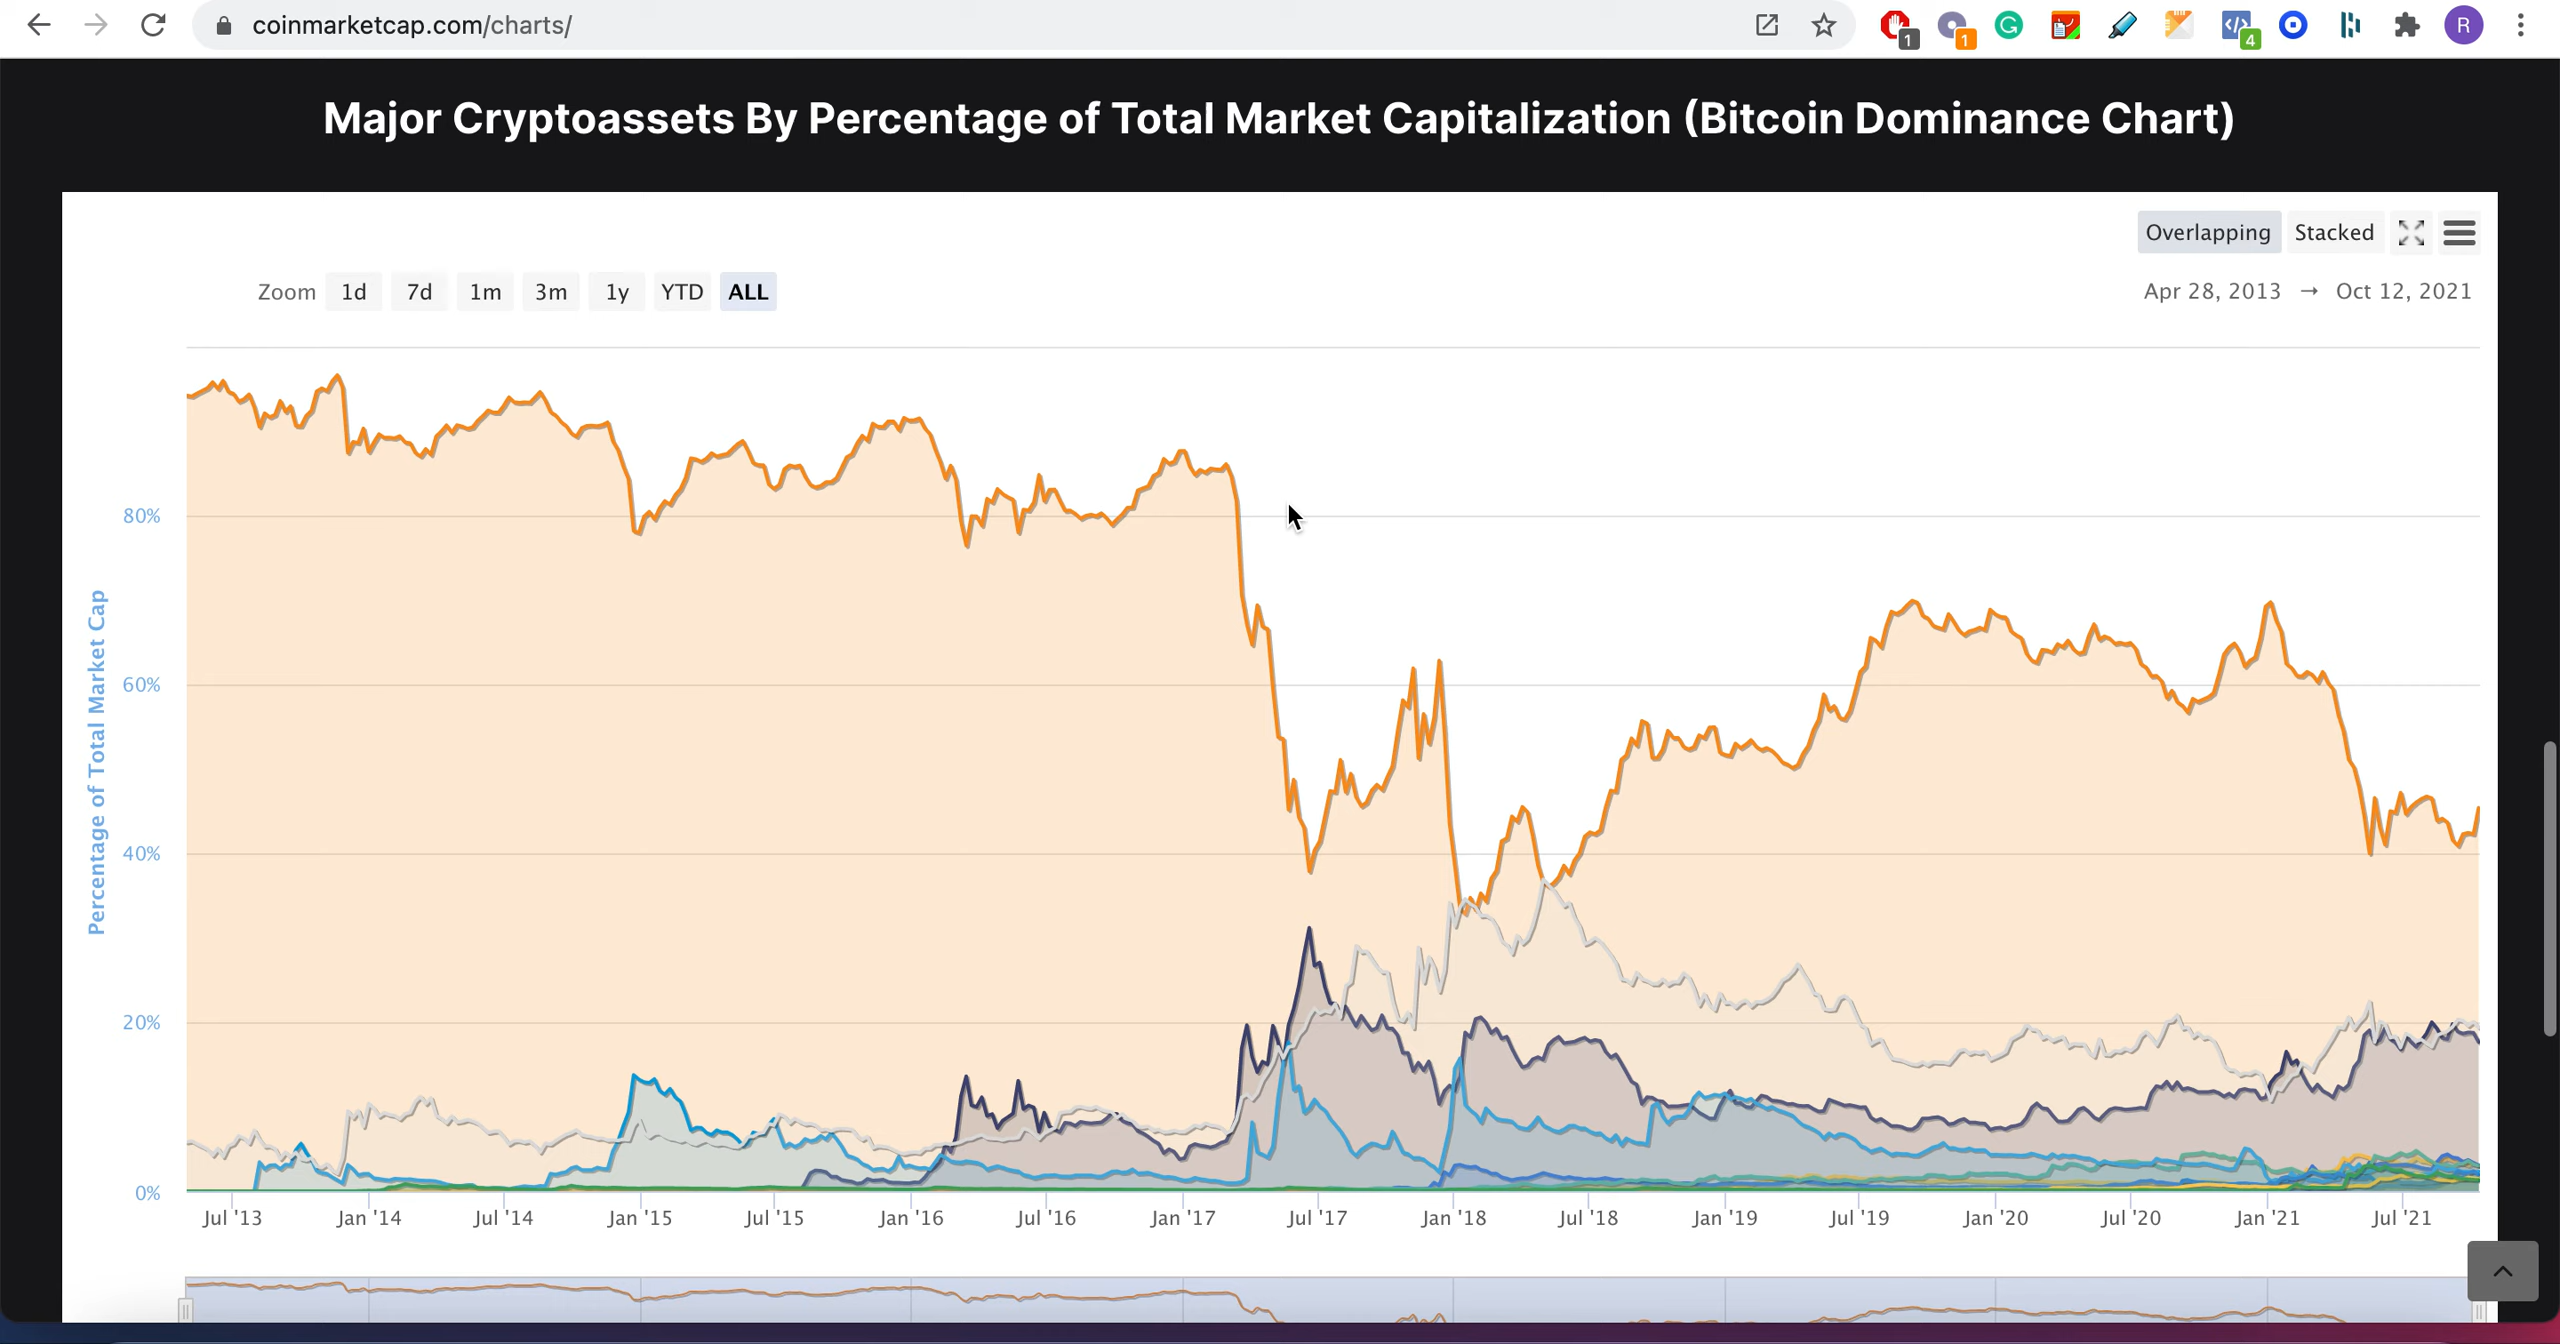 coinmarketcap.com/charts/
1 1 G 4 R
Major Cryptoassets By Percentage of Total Market Capitalization (Bitcoin Dominance Chart)
Overlapping Stacked
Zoom 1d 7d 1m 3m 1y YTD ALL
Apr 28, 2013 → Oct 12, 2021
Percentage of Total Market Cap
80%
60%
40%
20%
0%
Jul '13 Jan '14 Jul '14 Jan '15 Jul '15 Jan '16 Jul '16 Jan '17 Jul '17 Jan '18 Jul '18 Jan '19 Jul '19 Jan '20 Jul '20 Jan '21 Jul '21